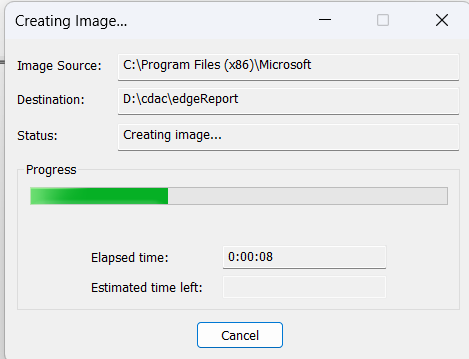 Creating Image...
Image Source: C:\Program Files (x86)\Microsoft
Destination: D:\cdac\edgeReport
Status: Creating image...
Progress
Elapsed time: 0:00:08
Estimated time left:
Cancel